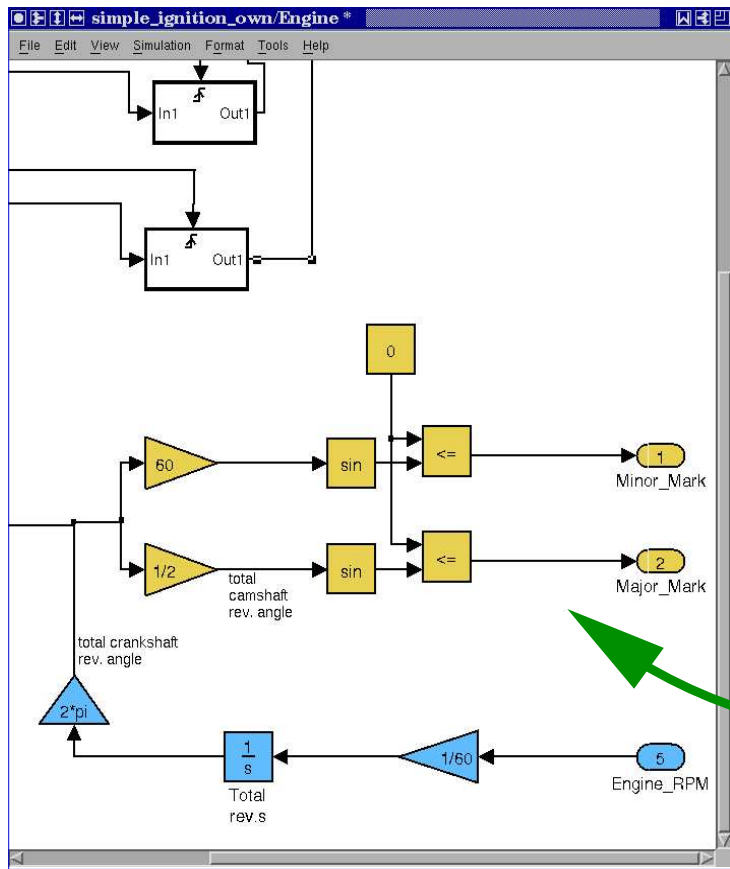 simple_ignition_own/Engine *
File Edit View Simulation Format Tools Help
In1 Out1
In1 Out1
0
60 sin <= 1
Minor_Mark
1/2 sin <= 2
total
camshaft
rev. angle
Major_Mark
total crankshaft
rev. angle
2*pi
1
s
1/60 5
Total
rev.s
Engine_RPM